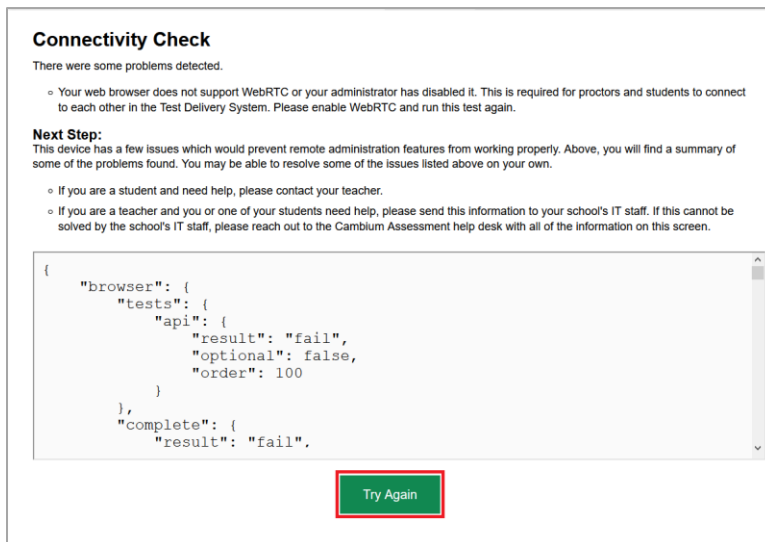 Connectivity Check
There were some problems detected.
Your web browser does not support WebRTC or your administrator has disabled it. This is required for proctors and students to connect
to each other in the Test Delivery System. Please enable WebRTC and run this test again.
Next Step:
This device has a few issues which would prevent remote administration features from working properly. Above, you will find a summary of
some of the problems found. You may be able to resolve some of the issues listed above on your own.
If you are a student and need help, please contact your teacher.
If you are a teacher and you or one of your students need help, please send this information to your school's IT staff. If this cannot be
solved by the school's IT staff, please reach out to the Cambium Assessment help desk with all of the information on this screen.
{
    "browser": {
        "tests": {
            "api": {
                "result": "fail",
                "optional": false,
                "order": 100
            }
        },
        "complete": {
            "result": "fail",
Try Again